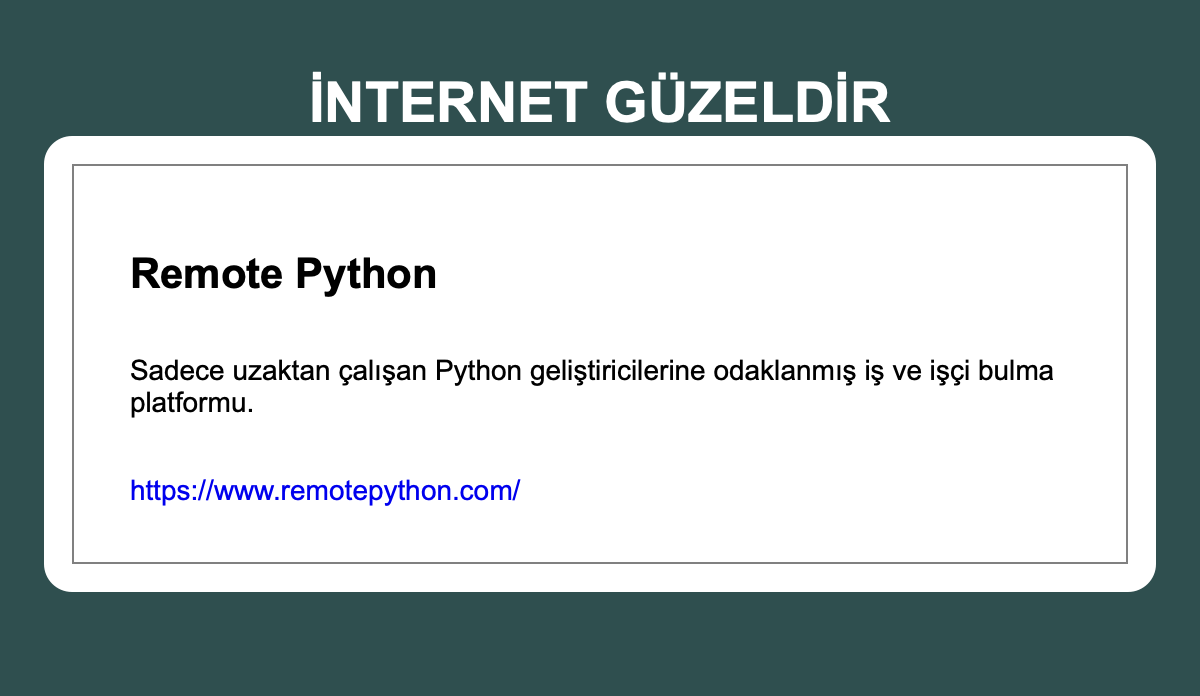 İNTERNET GÜZELDİR
Remote Python
Sadece uzaktan çalışan Python geliştiricilerine odaklanmış iş ve işçi bulma
platformu.
https://www.remotepython.com/